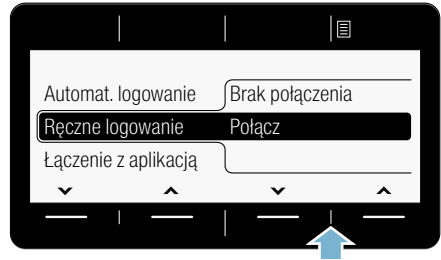 Automat. logowanie Brak połączenia
Ręczne logowanie Połącz
Łączenie z aplikacją